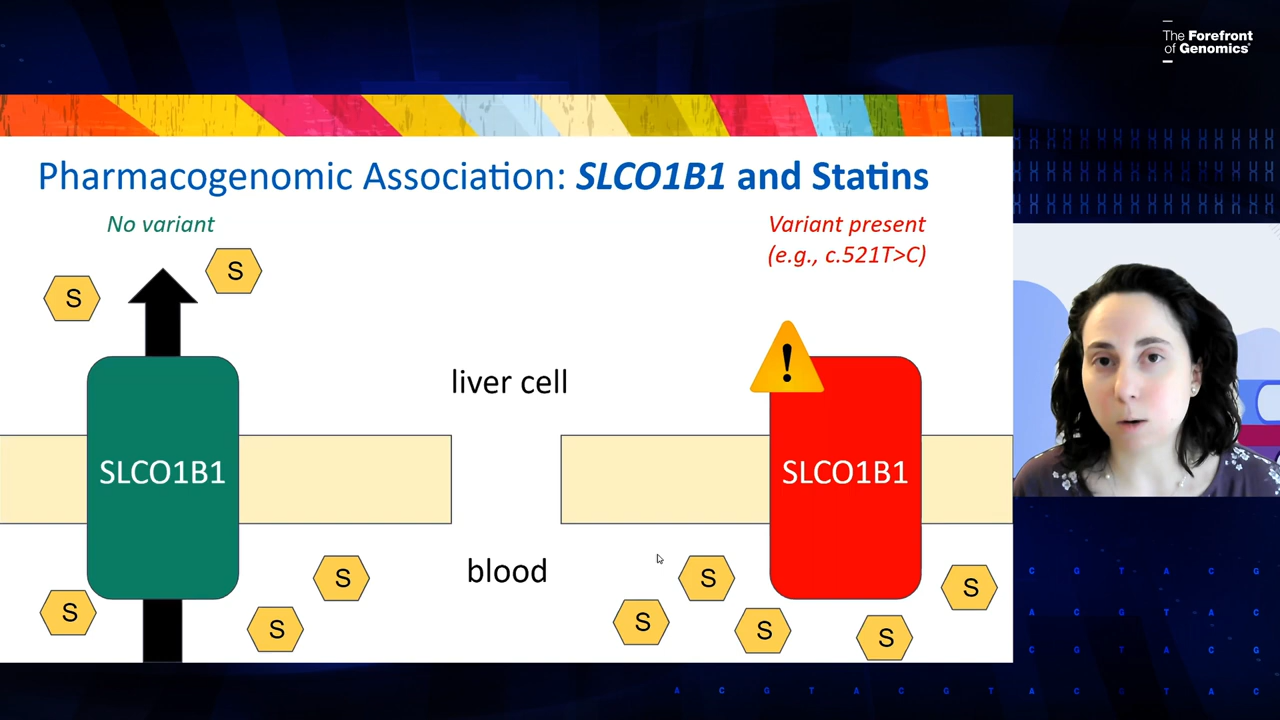 The Forefront
of Genomics®
Pharmacogenomic Association: SLCO1B1 and Statins
No variant
Variant present
(e.g., c.521T>C)
S
S
!
liver cell
SLCO1B1
SLCO1B1
blood
S
S
S
S
S
S
S
S
C G T A C G
A C G T A C
C G T A C G
A C G T A C G T A C G T A C